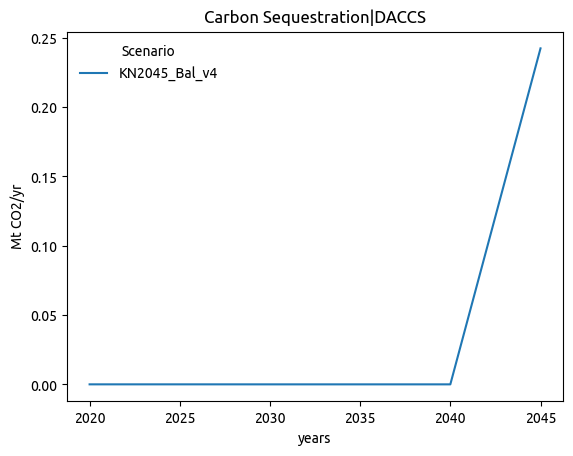 Carbon Sequestration|DACCS
Scenario
KN2045_Bal_v4
Mt CO2/yr
0.25
0.20
0.15
0.10
0.05
0.00
2020 2025 2030 2035 2040 2045
years